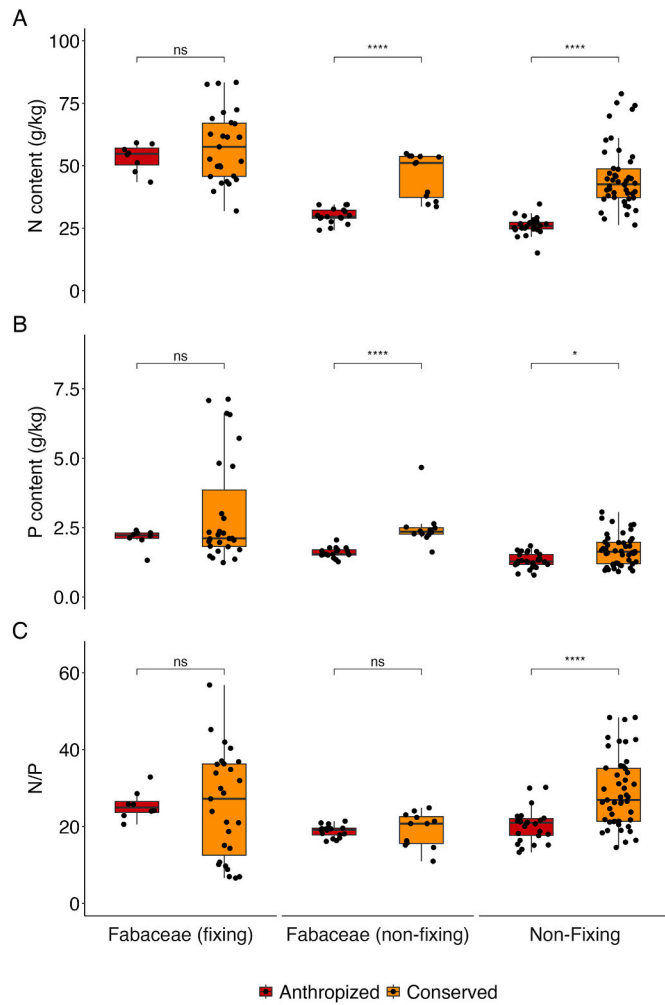 A
100
ns
****
****
75
50
25
0
N content (g/kg)
B
ns
****
*
7.5
5.0
2.5
0.0
P content (g/kg)
C
ns
ns
****
60
40
20
0
N/P
Fabaceae (fixing) Fabaceae (non-fixing) Non-Fixing
Anthropized Conserved